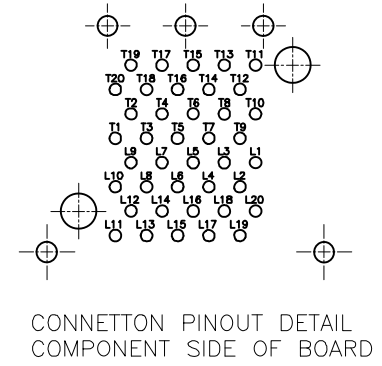 T19 T17 T15 T13 T11
T20 T18 T16 T14 T12
T2 T4 T6 T8 T10
T1 T3 T5 T7 T9
L9 L7 L5 L3 L1
L10 L8 L6 L4 L2
L12 L14 L16 L18 L20
L11 L13 L15 L17 L19
CONNETTON PINOUT DETAIL
COMPONENT SIDE OF BOARD